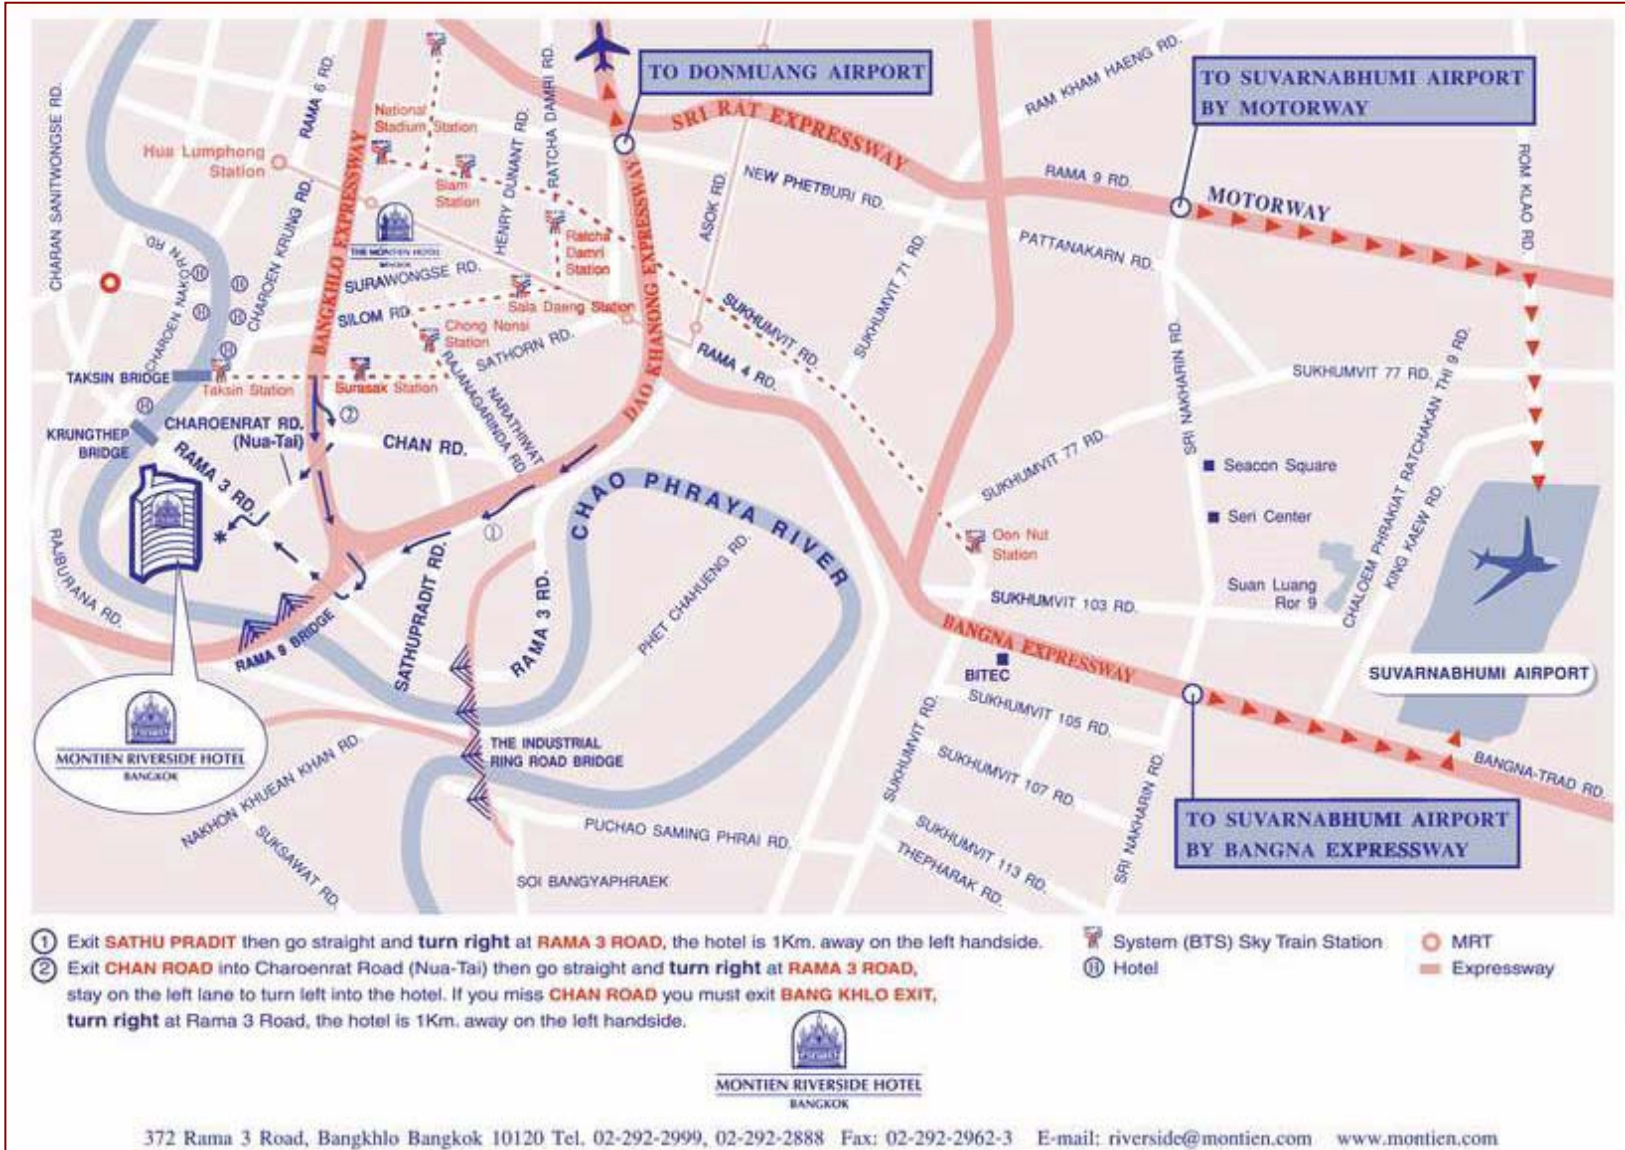 TO DONMUANG AIRPORT
TO SUVARNABHUMI AIRPORT
BY MOTORWAY
CHARAN SANITWONGSE RD.
RAMA 6 RD.
BANGKHLO EXPRESSWAY
National
Stadium Station
Hua Lumphong
Station
Siam
Station
HENRY DUNANT RD.
RATCHA DAMRI RD.
SRI RAT EXPRESSWAY
RAM KHAM HAENG RD.
NEW PHETBURI RD.
RAMA 9 RD.
MOTORWAY
ROM KLAO RD.
ASOK RD.
PATTANAKARN RD.
CHAROEN NAKORN RD.
CHAROEN KRUNG RD.
THE MONTIEN HOTEL
BANGKOK
SURAWONGSE RD.
SILOM RD.
Ratcha
Damri
Station
Sala Daeng Station
Chong Nonsi
Station
SATHORN RD.
DAO KHANONG EXPRESSWAY
SUKHUMVIT RD.
SUKHUMVIT 71 RD.
RAMA 4 RD.
SRI NAKHARIN RD.
SUKHUMVIT 77 RD.
CHALOEM PHRAKIAT RATCHAKAN THI 9 RD.
TAKSIN BRIDGE
Taksin Station
Surasak Station
NARATHIWAT
RAJANAGARINDA RD.
KRUNGTHEP
BRIDGE
CHAROENRAT RD.
(Nua-Tai)
2
CHAN RD.
RAMA 3 RD.
SUKHUMVIT 77 RD.
Seacon Square
Seri Center
KING KAEW RD.
CHAO PHRAYA RIVER
1
Oon Nut
Station
Suan Luang
Ror 9
RAJBURANA RD.
RAMA 9 BRIDGE
SATHUPRADIT RD.
RAMA 3 RD.
PHET CHAHUENG RD.
SUKHUMVIT 103 RD.
BANGNA EXPRESSWAY
BITEC
SUVARNABHUMI AIRPORT
MONTIEN RIVERSIDE HOTEL
BANGKOK
THE INDUSTRIAL
RING ROAD BRIDGE
SUKHUMVIT RD.
SUKHUMVIT 105 RD.
SUKHUMVIT 107 RD.
SRI NAKHARIN RD.
BANGNA-TRAD RD.
NAKHON KHUEAN KHAN RD.
SUKSAWAT RD.
PUCHAO SAMING PHRAI RD.
SOI BANGYAPHRAEK
SUKHUMVIT 113 RD.
THEPHARAK RD.
TO SUVARNABHUMI AIRPORT
BY BANGNA EXPRESSWAY
1 Exit SATHU PRADIT then go straight and turn right at RAMA 3 ROAD, the hotel is 1Km. away on the left handside.
2 Exit CHAN ROAD into Charoenrat Road (Nua-Tai) then go straight and turn right at RAMA 3 ROAD,
stay on the left lane to turn left into the hotel. If you miss CHAN ROAD you must exit BANG KHLO EXIT,
turn right at Rama 3 Road, the hotel is 1Km. away on the left handside.
System (BTS) Sky Train Station
MRT
H Hotel
Expressway
MONTIEN RIVERSIDE HOTEL
BANGKOK
372 Rama 3 Road, Bangkhlo Bangkok 10120 Tel. 02-292-2999, 02-292-2888 Fax: 02-292-2962-3 E-mail: riverside@montien.com www.montien.com